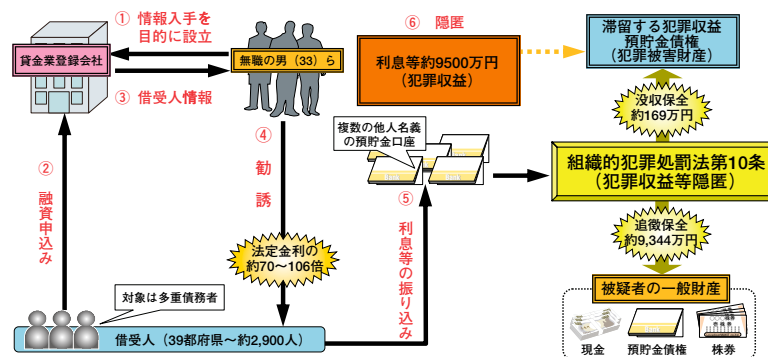 ① 情報入手を
目的に設立
貸金業登録会社
無職の男（33）ら
③ 借受人情報
② 融資申込み
④ 勧誘
法定金利の
約70～106倍
対象は多重債務者
借受人（39都府県～約2,900人）
⑤ 利息等の振り込み
複数の他人名義
の預貯金口座
⑥ 隠匿
利息等約9500万円
（犯罪収益）
滞留する犯罪収益
預貯金債権
（犯罪被害財産）
没収保全
約169万円
組織的犯罪処罰法第10条
（犯罪収益等隠匿）
追徴保全
約9,344万円
被疑者の一般財産
現金
預貯金債権
株券